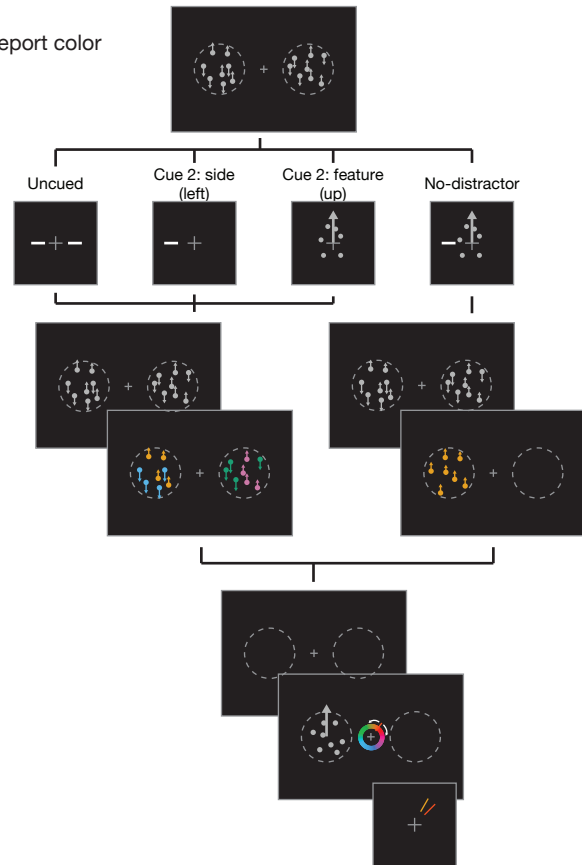 eport color
Uncued
Cue 2: side
(left)
Cue 2: feature
(up)
No-distractor